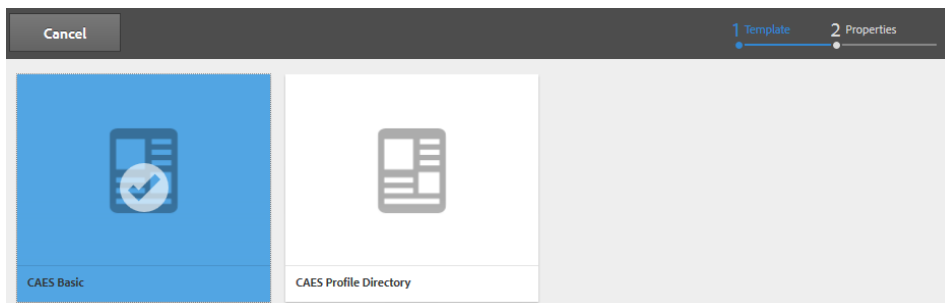 Cancel
1 Template 2 Properties
CAES Basic
CAES Profile Directory